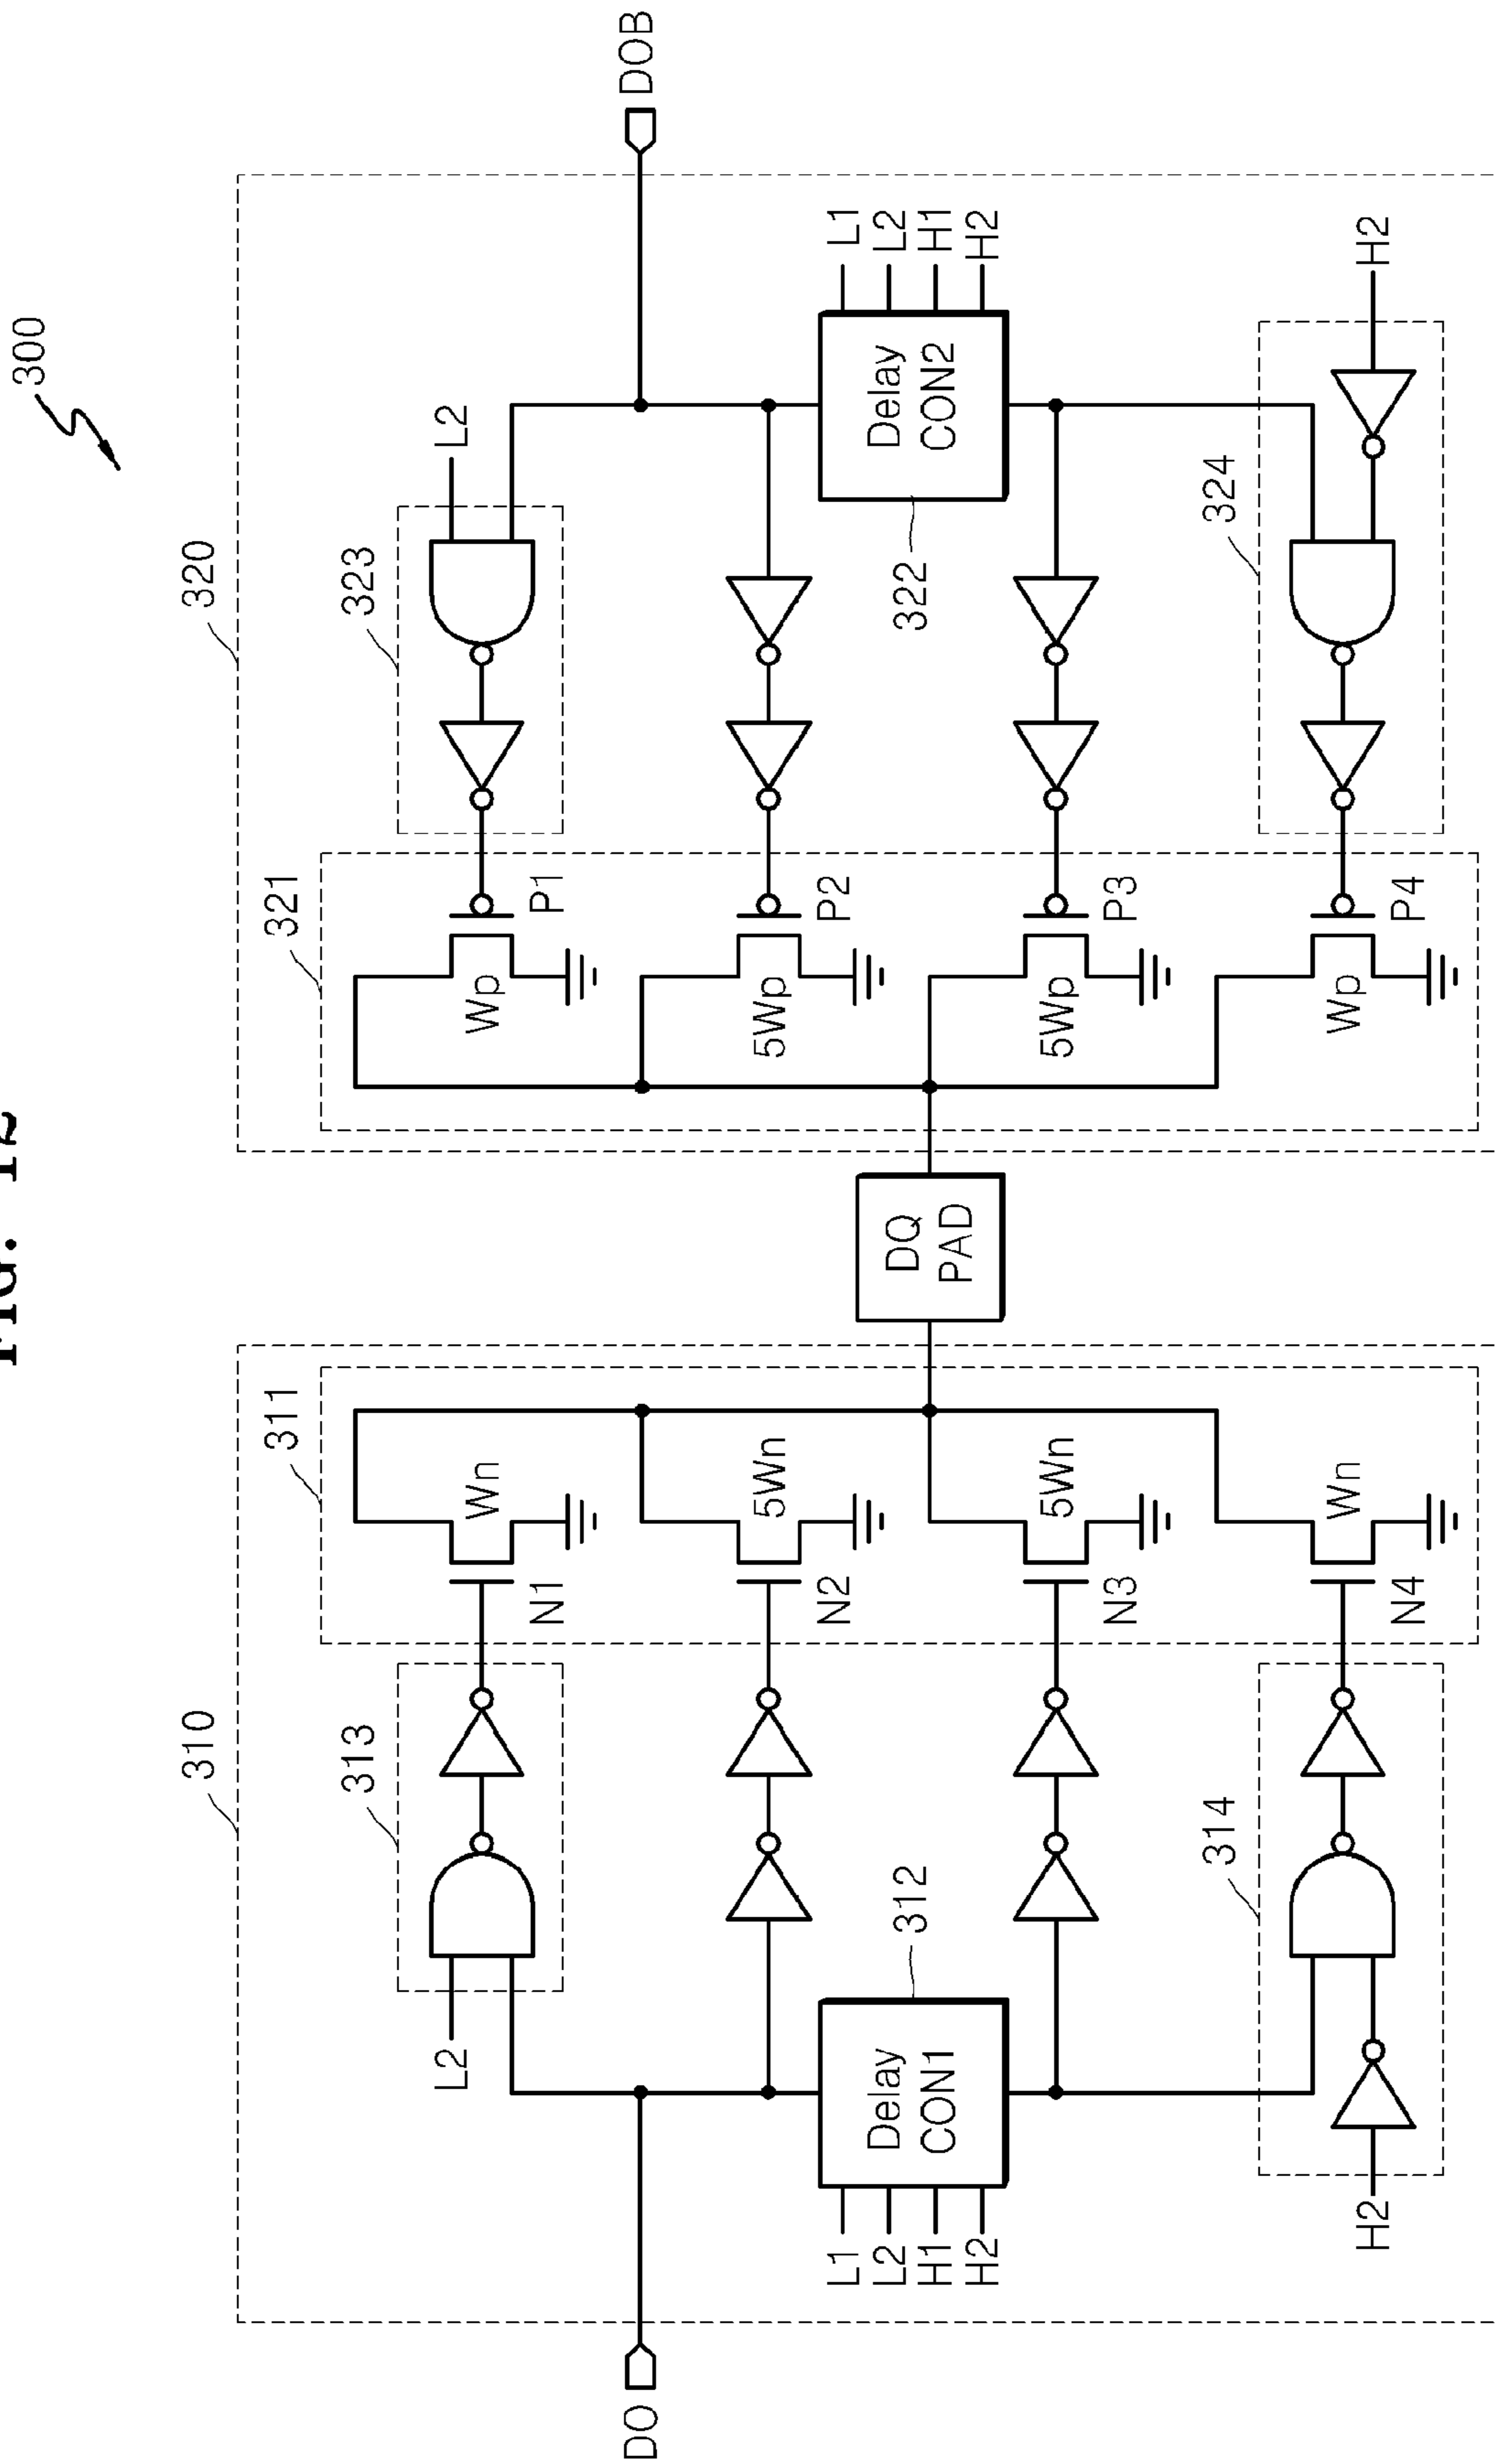 300
320
DOB
L2
323
321
P1
Wp
P2
5Wp
L1
L2
H1
H2
Delay
CON2
322
P3
5Wp
324
H2
P4
Wp
DQ
PAD
310
311
Wn
N1
313
L2
5Wn
N2
5Wn
N3
312
Delay
CON1
L1
L2
H1
H2
Wn
N4
314
H2
DO